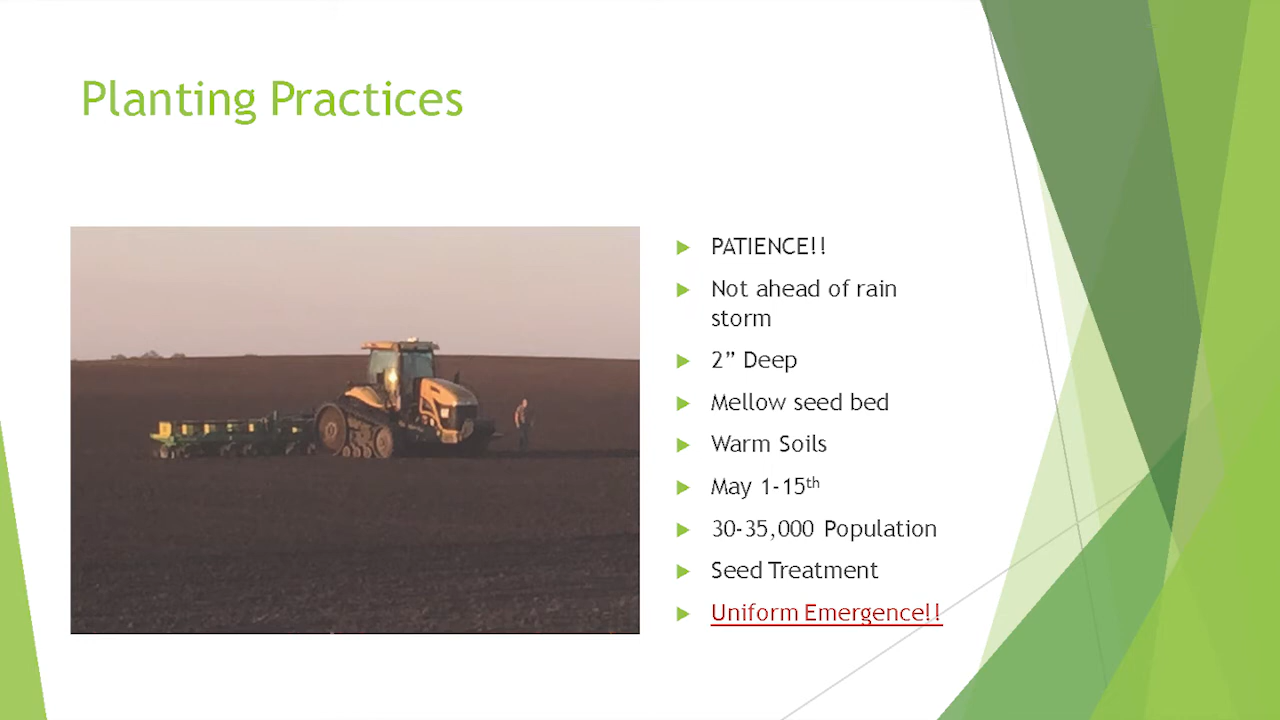 Planting Practices
PATIENCE!!
Not ahead of rain
storm
2” Deep
Mellow seed bed
Warm Soils
May 1-15th
30-35,000 Population
Seed Treatment
Uniform Emergence!!